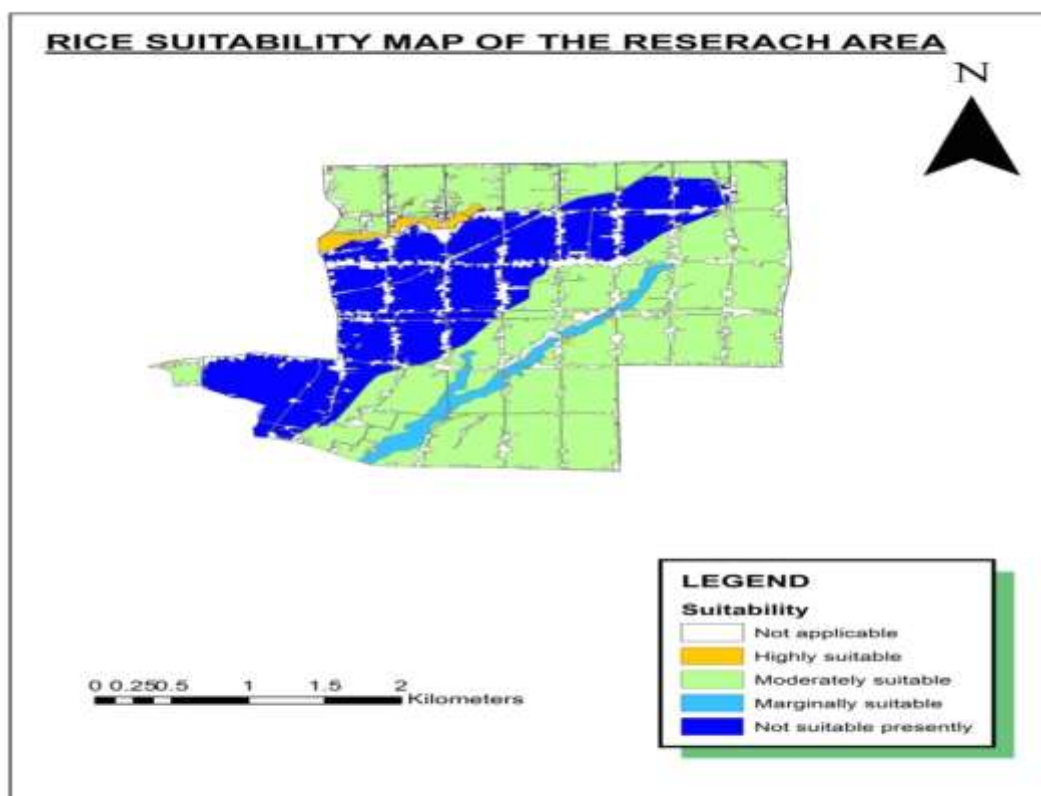 RICE SUITABILITY MAP OF THE RESERACH AREA
N
LEGEND
Suitability
Not applicable
Highly suitable
Moderately suitable
Marginally suitable
Not suitable presently
0 0.250.5 1 1.5 2
Kilometers